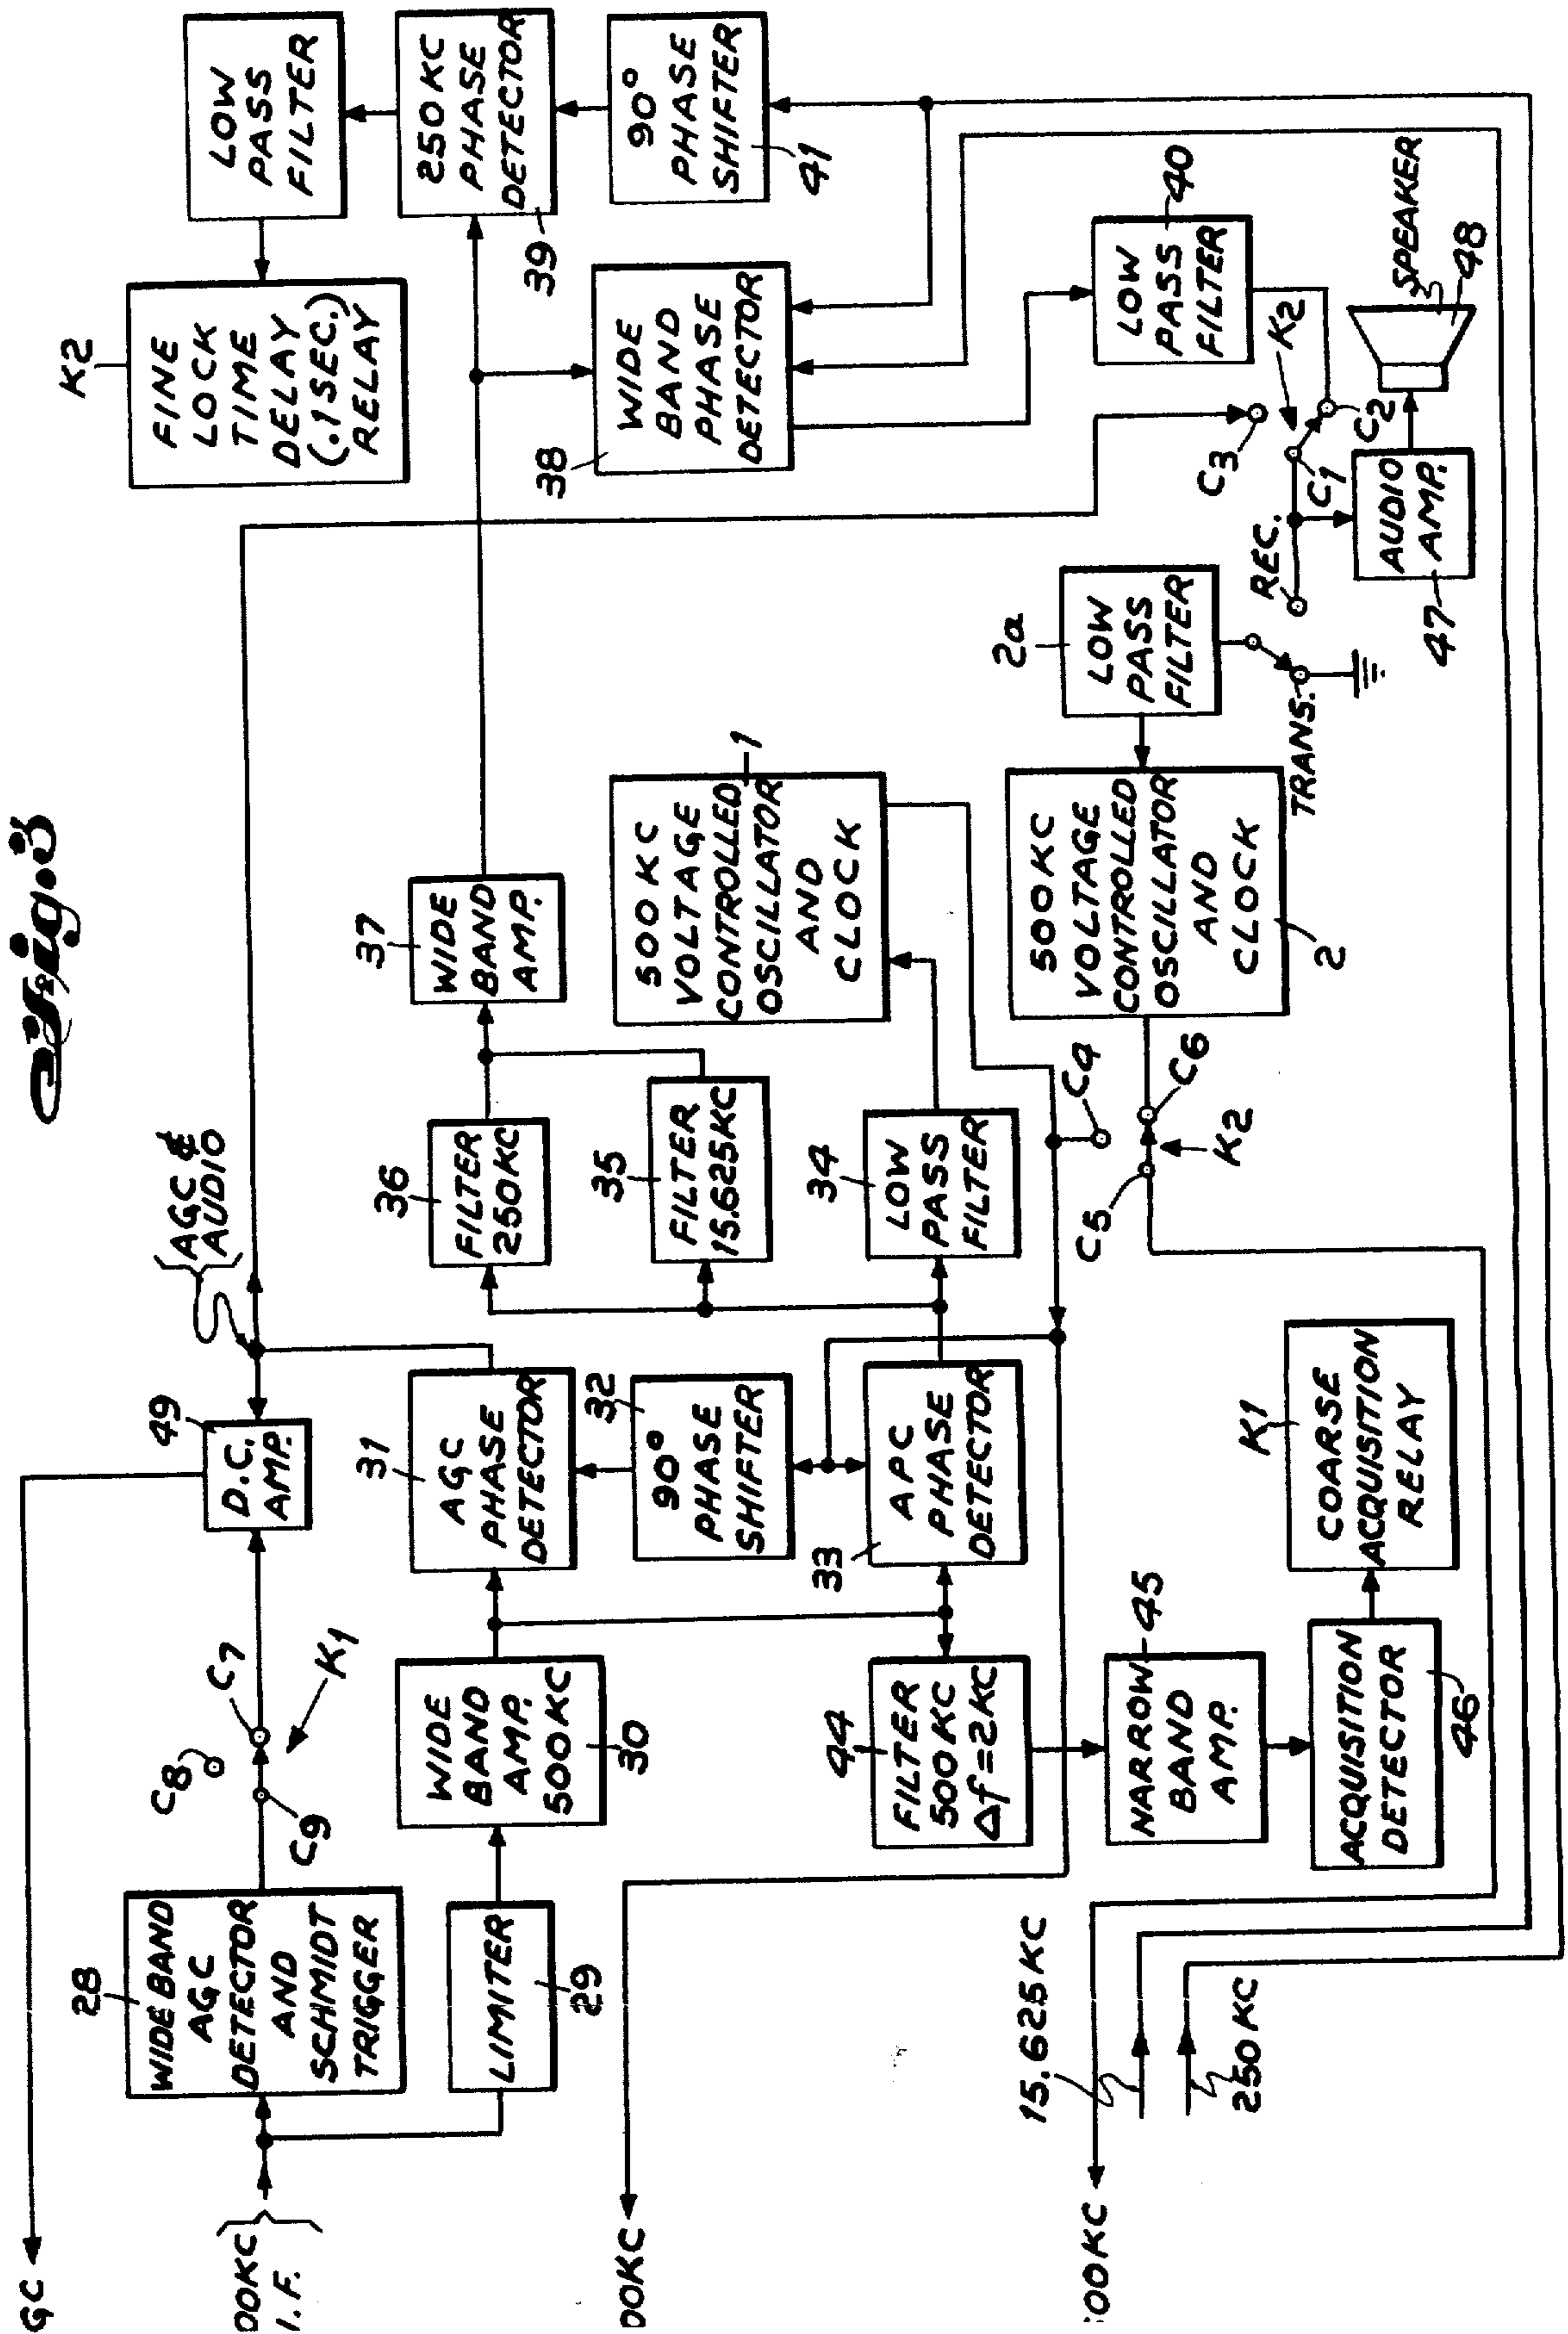 Fig. 3
GC
00KC
I.F.
28
WIDE BAND
AGC
DETECTOR
AND
SCHMIDT
TRIGGER
LIMITER
29
C8
C7
C9
K1
49
D.C.
AMP.
AGC &
AUDIO
WIDE
BAND
AMP.
500KC
30
31
AGC
PHASE
DETECTOR
32
90°
PHASE
SHIFTER
33
APC
PHASE
DETECTOR
36
FILTER
250KC
35
FILTER
15.625KC
34
LOW
PASS
FILTER
37
WIDE
BAND
AMP.
1
500KC
VOLTAGE
CONTROLLED
OSCILLATOR
AND
CLOCK
K2
FINE
LOCK
TIME
DELAY
(.1SEC.)
RELAY
LOW
PASS
FILTER
250KC
PHASE
DETECTOR
39
90°
PHASE
SHIFTER
41
38
WIDE
BAND
PHASE
DETECTOR
LOW
PASS
FILTER
40
00KC
44
FILTER
500KC
Δf=2KC
NARROW
BAND
AMP.
45
ACQUISITION
DETECTOR
46
K1
COARSE
ACQUISITION
RELAY
C4
C5
C6
K2
500KC
VOLTAGE
CONTROLLED
OSCILLATOR
AND
CLOCK
2
2a
LOW
PASS
FILTER
TRANS.
REC.
C3
C1
K2
C2
AUDIO
AMP.
47
SPEAKER
48
00KC
15.625KC
250KC